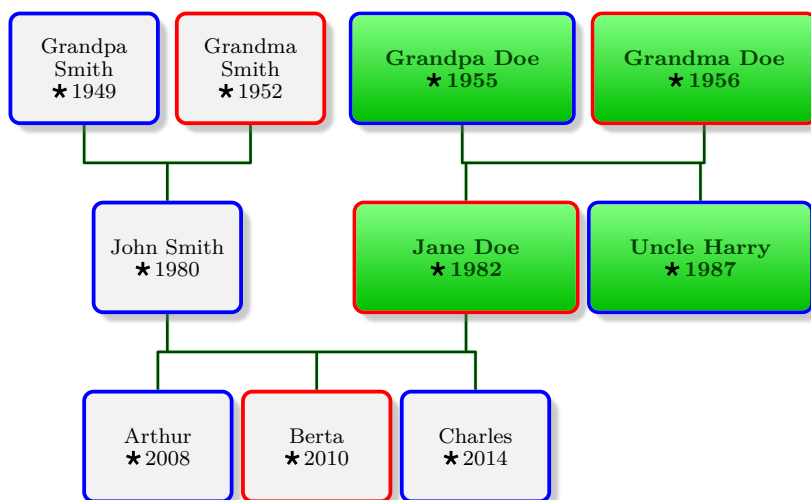 Grandpa
Smith
★1949
Grandma
Smith
★1952
Grandpa Doe
★1955
Grandma Doe
★1956
John Smith
★1980
Jane Doe
★1982
Uncle Harry
★1987
Arthur
★2008
Berta
★2010
Charles
★2014